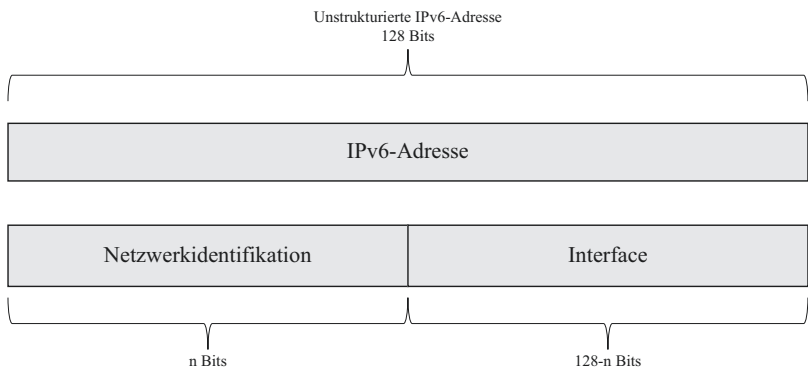 Unstrukturierte IPv6-Adresse
128 Bits
IPv6-Adresse
Netzwerkidentifikation
Interface
n Bits
128-n Bits